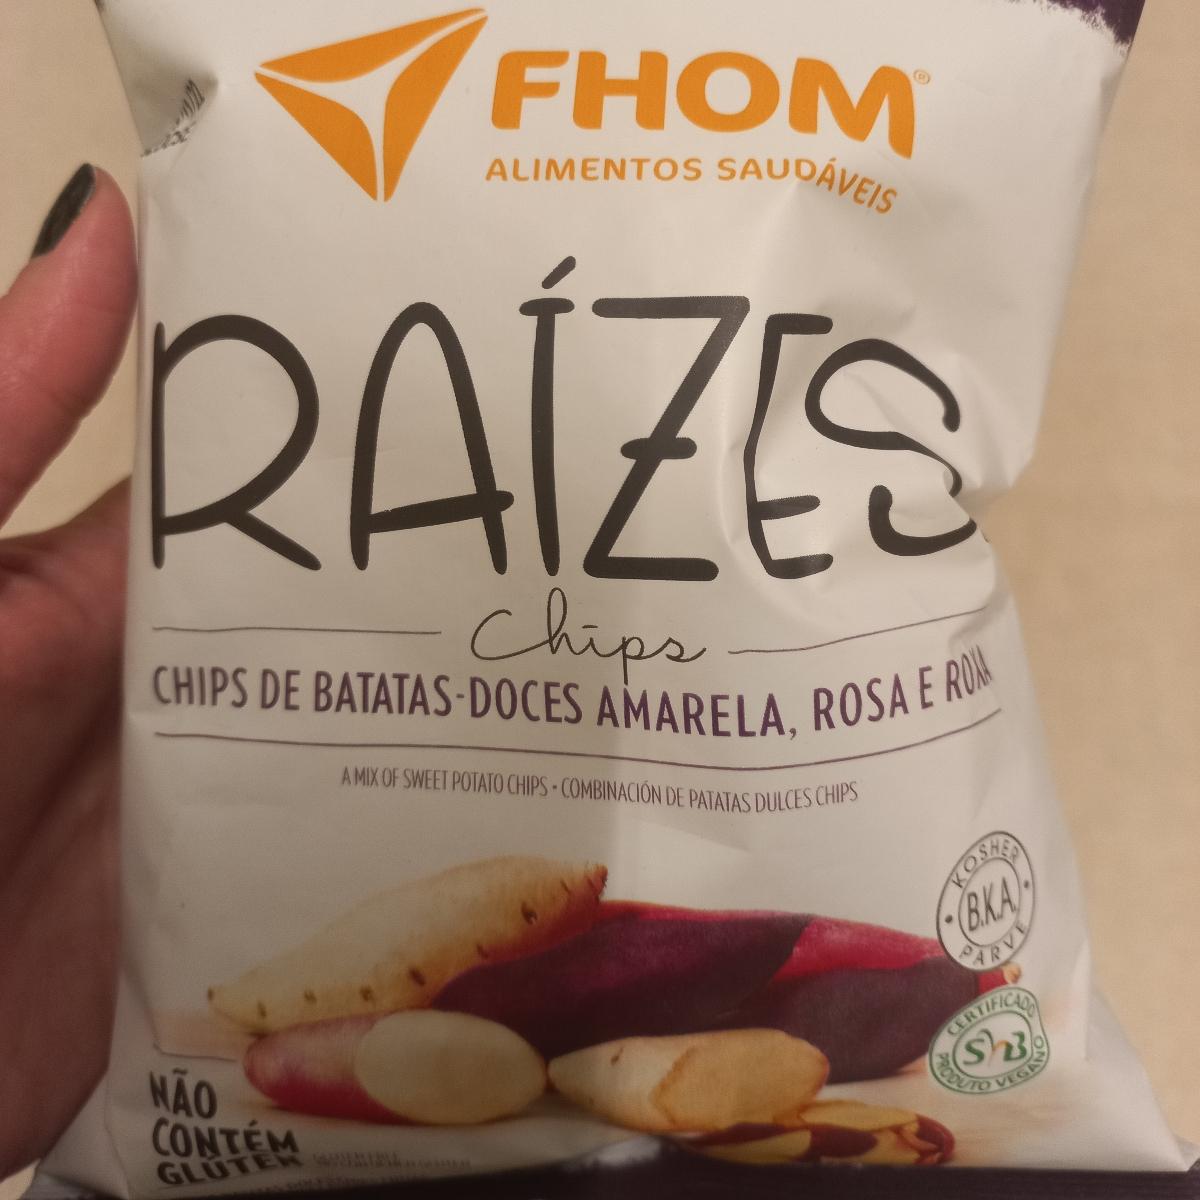 FHOM®
ALIMENTOS SAUDÁVEIS
RAÍZES
chips
CHIPS DE BATATAS-DOCES AMARELA, ROSA E ROXA
A MIX OF SWEET POTATO CHIPS • COMBINACIÓN DE PATATAS DULCES CHIPS
KOSHER
B.K.A.
PARVE
CERTIFICADO
SVB
PRODUTO VEGANO
NÃO
CONTÉM
GLÚTEN